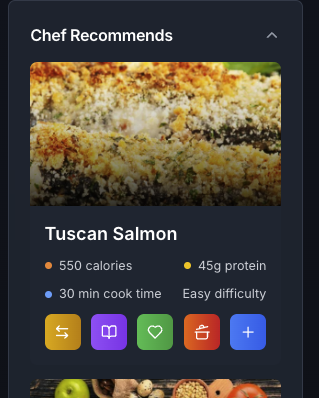 Chef Recommends
Tuscan Salmon
550 calories 45g protein
30 min cook time Easy difficulty